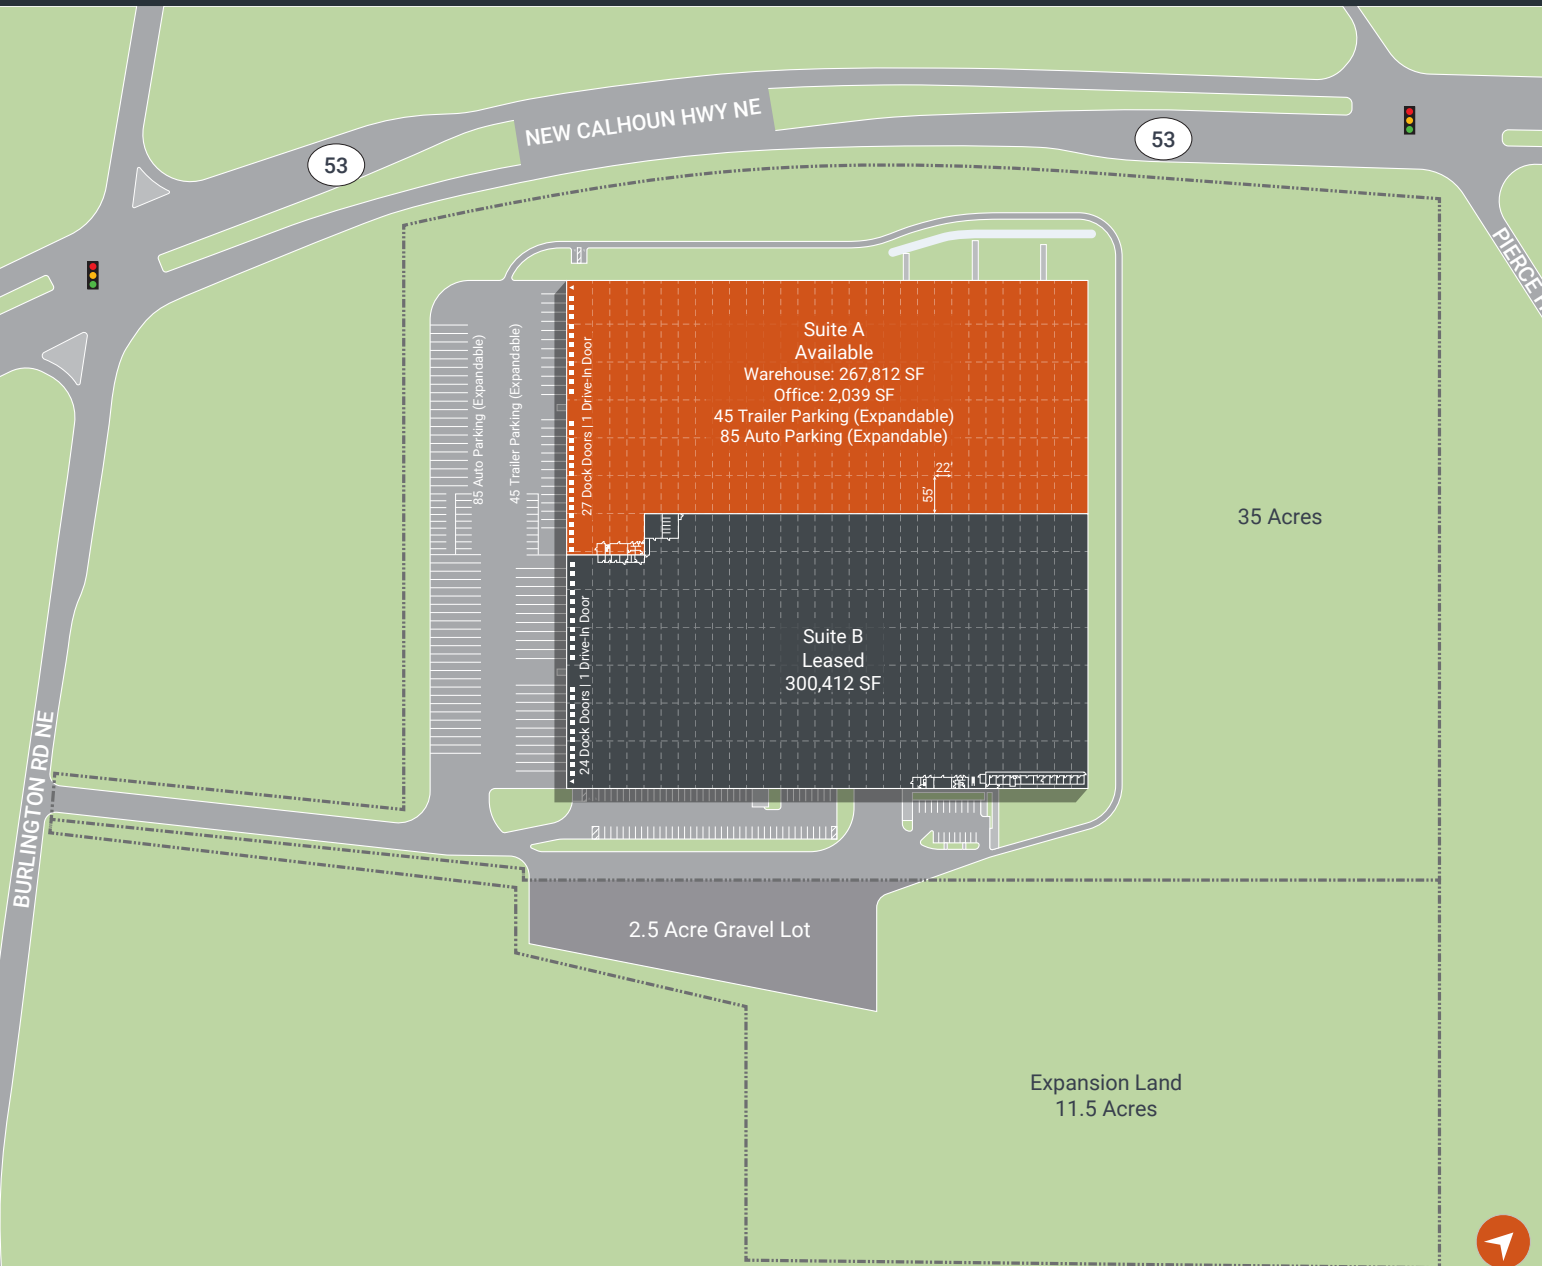 NEW CALHOUN HWY NE
53
53
PIERCE
Suite A
Available
Warehouse: 267,812 SF
Office: 2,039 SF
45 Trailer Parking (Expandable)
85 Auto Parking (Expandable)
85 Auto Parking (Expandable)
45 Trailer Parking (Expandable)
27 Dock Doors | 1 Drive-In Door
22'
55'
35 Acres
Suite B
Leased
300,412 SF
24 Dock Doors | 1 Drive-In Door
BURLINGTON RD NE
2.5 Acre Gravel Lot
Expansion Land
11.5 Acres